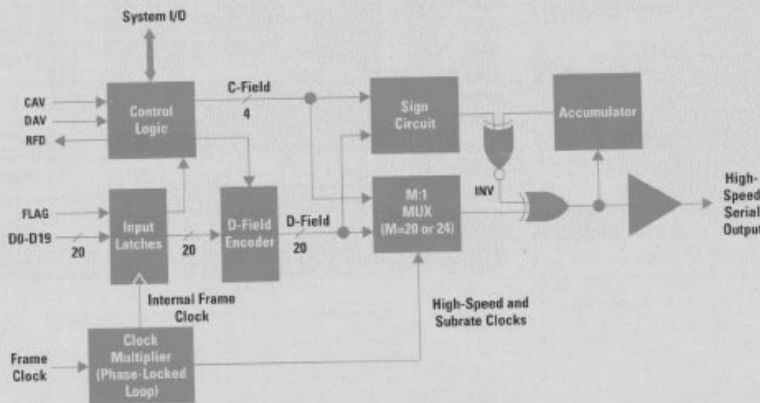 System I/O
CAV
DAV
RFD
Control
Logic
C-Field
4
Sign
Circuit
Accumulator
INV
FLAG
D0-D19
20
Input
Latches
20
D-Field
Encoder
D-Field
20
M:1
MUX
(M=20 or 24)
High-
Speed
Serial
Output
Internal Frame
Clock
High-Speed and
Subrate Clocks
Frame
Clock
Clock
Multiplier
(Phase-Locked
Loop)